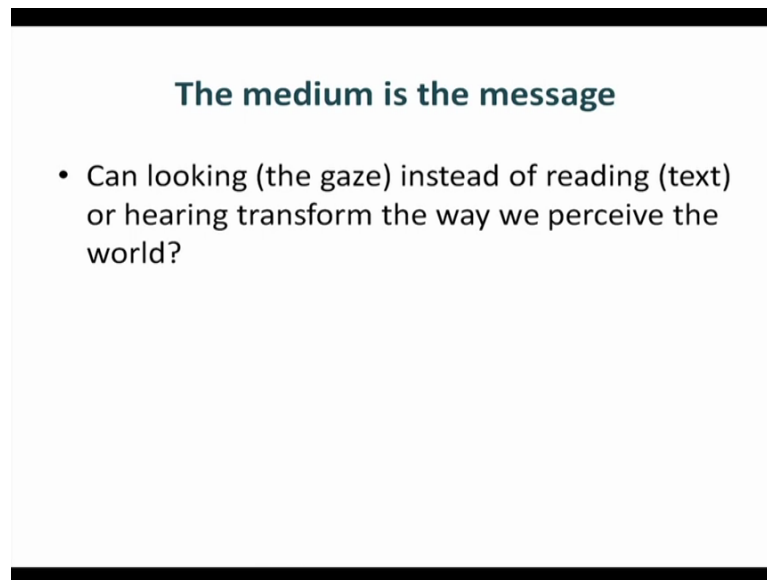 The medium is the message
• Can looking (the gaze) instead of reading (text)
or hearing transform the way we perceive the
world?